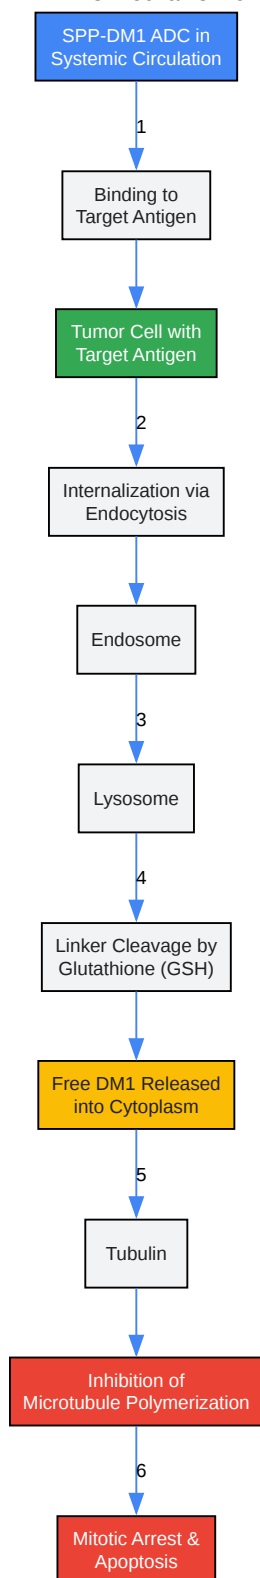 SPP-DM1 ADC in
Systemic Circulation
1
Binding to
Target Antigen
Tumor Cell with
Target Antigen
2
Internalization via
Endocytosis
Endosome
3
Lysosome
4
Linker Cleavage by
Glutathione (GSH)
Free DM1 Released
into Cytoplasm
5
Tubulin
Inhibition of
Microtubule Polymerization
6
Mitotic Arrest &
Apoptosis